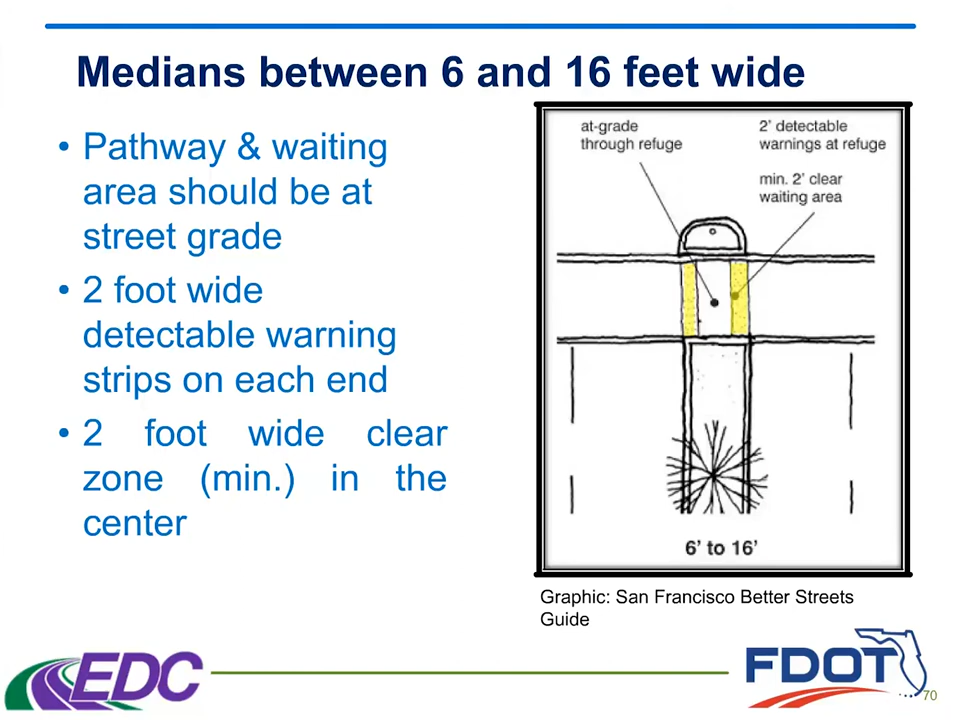 Medians between 6 and 16 feet wide
• Pathway & waiting
area should be at
street grade
• 2 foot wide
detectable warning
strips on each end
• 2 foot wide clear
zone (min.) in the
center
at-grade
through refuge
2' detectable
warnings at refuge
min. 2' clear
waiting area
6' to 16'
Graphic: San Francisco Better Streets
Guide
EDC
FDOT
70